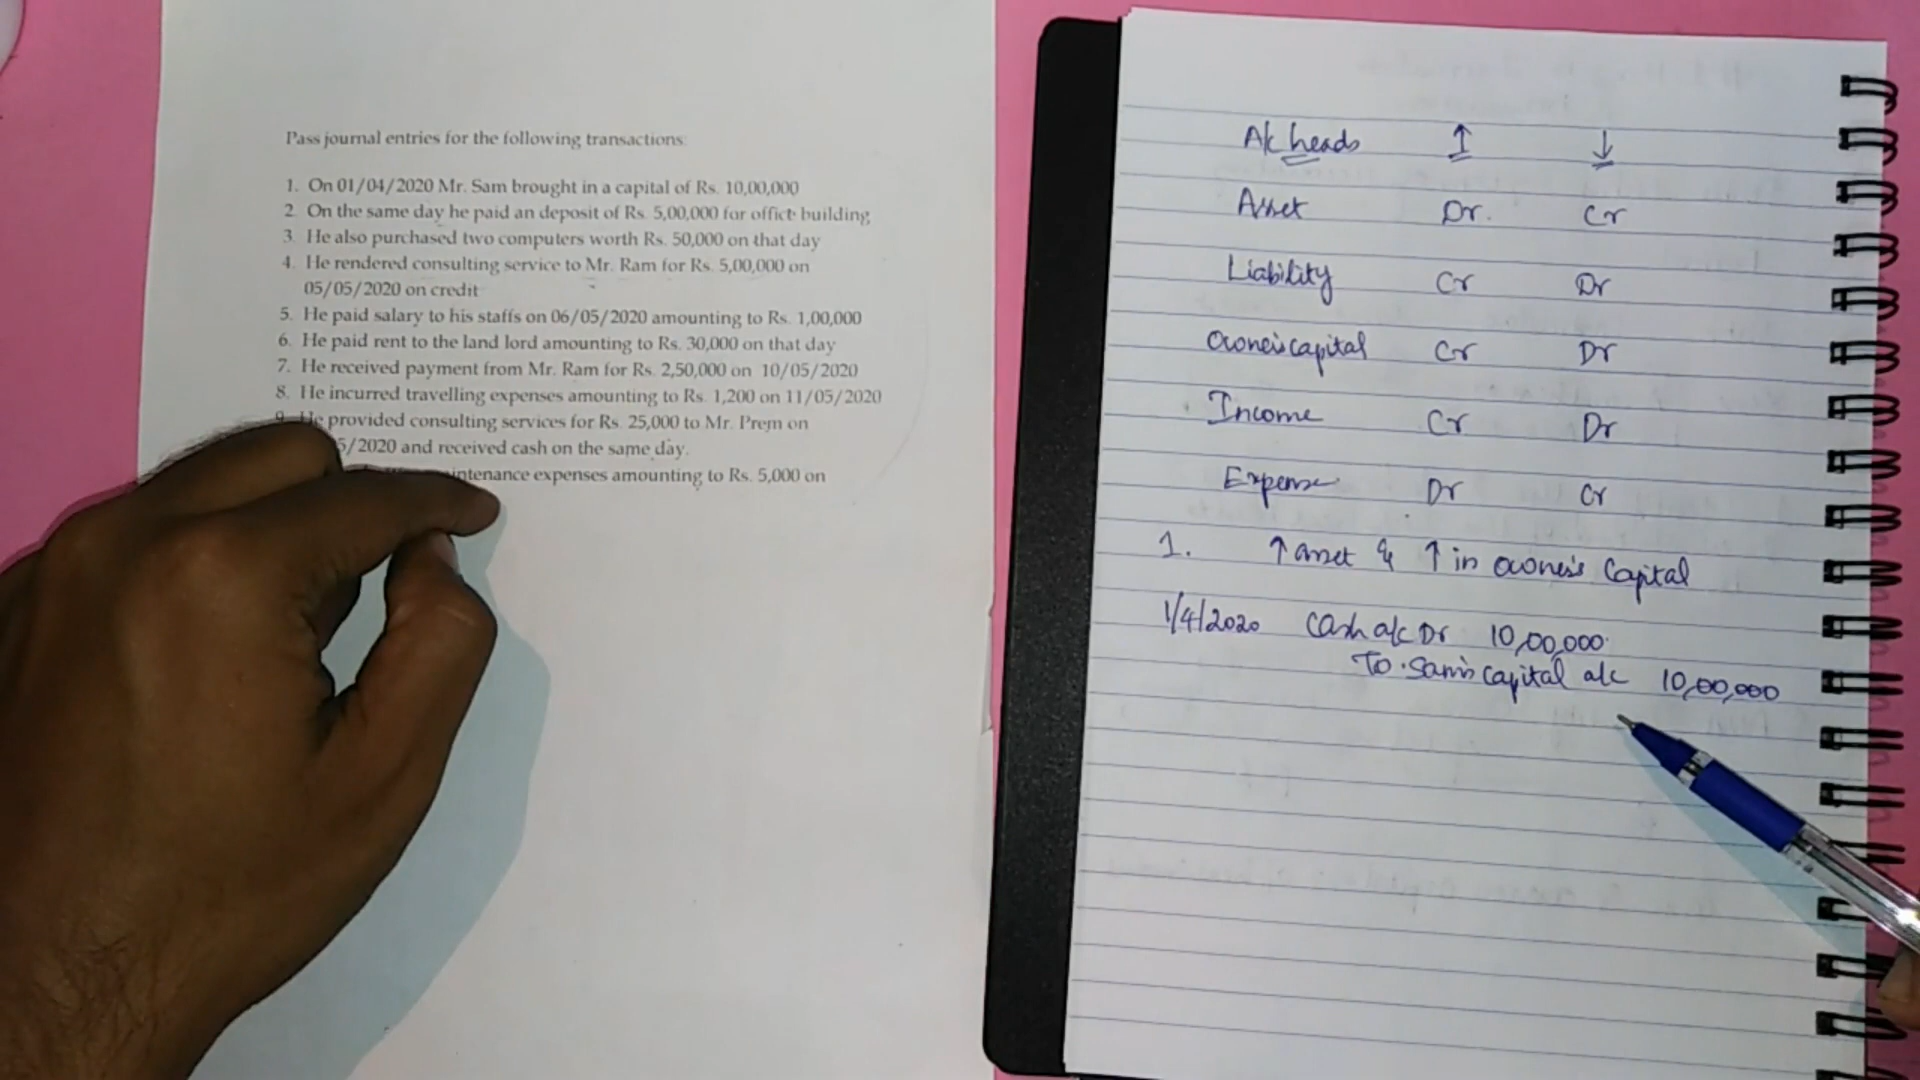 Pass journal entries for the following transactions:
1. On 01/04/2020 Mr. Sam brought in a capital of Rs. 10,00,000
2. On the same day he paid an deposit of Rs. 5,00,000 for office building
3. He also purchased two computers worth Rs. 50,000 on that day
4. He rendered consulting service to Mr. Ram for Rs. 5,00,000 on
05/05/2020 on credit
5. He paid salary to his staffs on 06/05/2020 amounting to Rs. 1,00,000
6. He paid rent to the land lord amounting to Rs. 30,000 on that day
7. He received payment from Mr. Ram for Rs. 2,50,000 on 10/05/2020
8. He incurred travelling expenses amounting to Rs. 1,200 on 11/05/2020
9. He provided consulting services for Rs. 25,000 to Mr. Prem on
5/2020 and received cash on the same day.
intenance expenses amounting to Rs. 5,000 on
A/c heads ↑ ↓
Asset Dr. Cr
Liability Cr Dr
Owner's capital Cr Dr
Income Cr Dr
Expense Dr Cr
1. ↑ asset & ↑ in owner's Capital
1/4/2020 Cash a/c Dr 10,00,000
To Sam's capital a/c 10,00,000